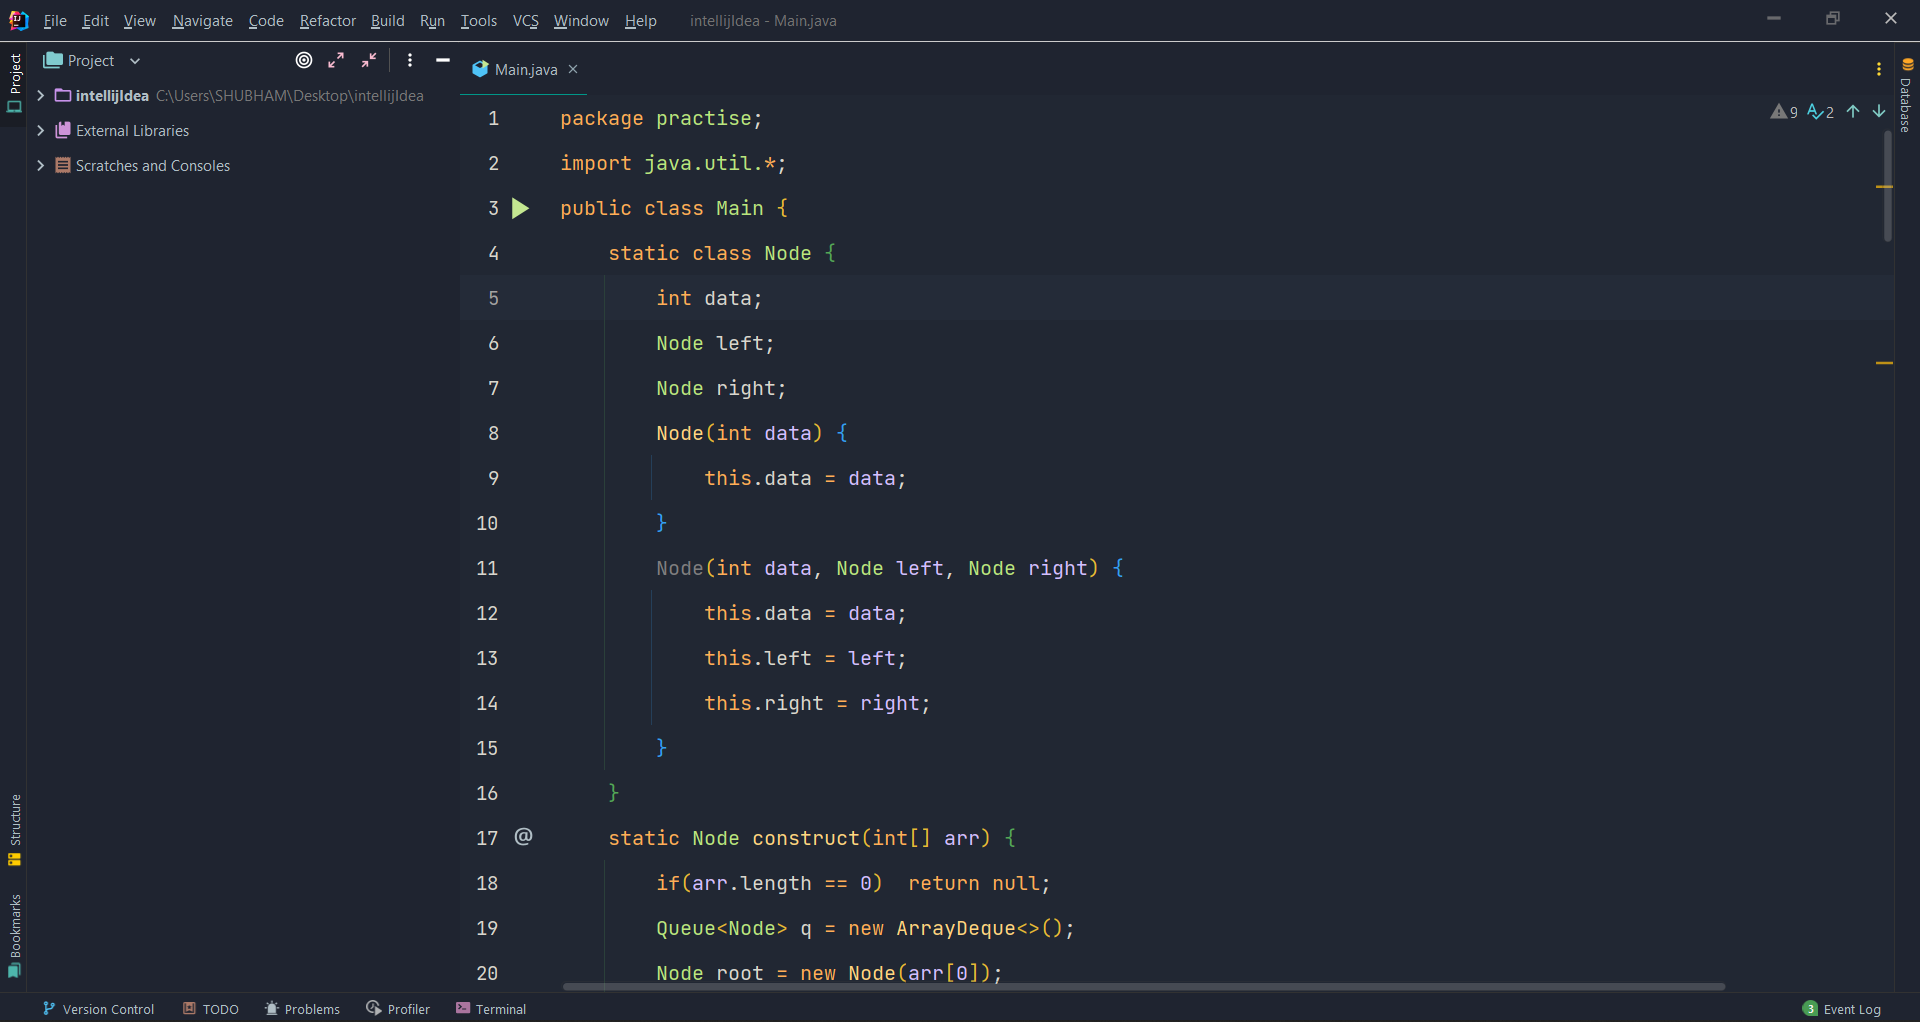 File Edit View Navigate Code Refactor Build Run Tools VCS Window Help intellijIdea - Main.java
Project
Project
intellijIdea C:\Users\SHUBHAM\Desktop\intellijIdea
External Libraries
Scratches and Consoles
Structure
Bookmarks
Main.java
9 2
1 package practise;
2 import java.util.*;
3 public class Main {
4 static class Node {
5 int data;
6 Node left;
7 Node right;
8 Node(int data) {
9 this.data = data;
10 }
11 Node(int data, Node left, Node right) {
12 this.data = data;
13 this.left = left;
14 this.right = right;
15 }
16 }
17 @ static Node construct(int[] arr) {
18 if(arr.length == 0)  return null;
19 Queue<Node> q = new ArrayDeque<>();
20 Node root = new Node(arr[0]);
Database
Version Control TODO Problems Profiler Terminal 3 Event Log